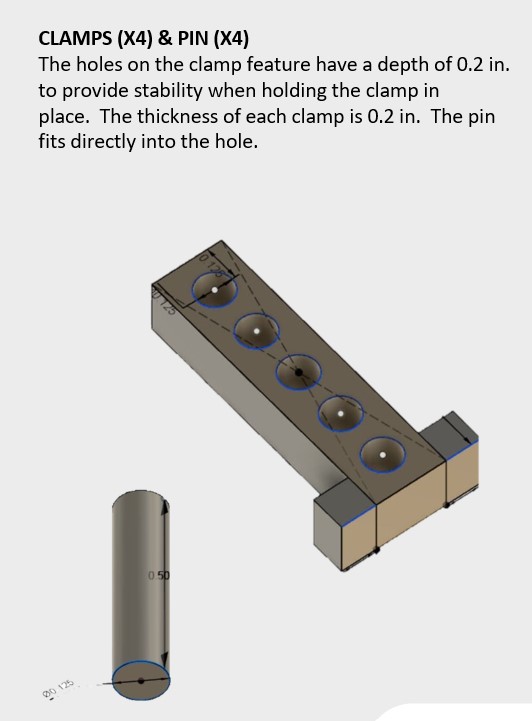 CLAMPS (X4) & PIN (X4)
The holes on the clamp feature have a depth of 0.2 in.
to provide stability when holding the clamp in
place.  The thickness of each clamp is 0.2 in.  The pin
fits directly into the hole.
0.125
0.125
0.50
Ø0.125